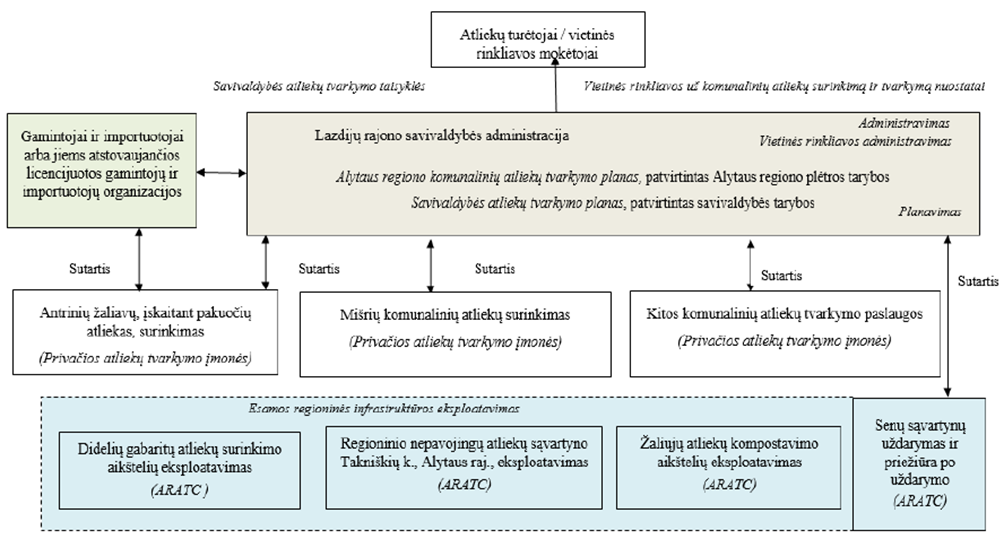 Atliekų turėtojai / vietinės
rinkliavos mokėtojai
Savivaldybės atliekų tvarkymo taisyklės
Vietinės rinkliavos už komunalinių atliekų surinkimą ir tvarkymą nuostatai
Gamintojai ir importuotojai
arba jiems atstovaujančios
licencijuotos gamintojų ir
importuotojų organizacijos
Lazdijų rajono savivaldybės administracija
Administravimas
Vietinės rinkliavos administravimas
Alytaus regiono komunalinių atliekų tvarkymo planas, patvirtintas Alytaus regiono plėtros tarybos
Savivaldybės atliekų tvarkymo planas, patvirtintas savivaldybės tarybos
Planavimas
Sutartis
Sutartis
Sutartis
Sutartis
Sutartis
Antrinių žaliavų, įskaitant pakuočių
atliekas, surinkimas
(Privačios atliekų tvarkymo įmonės)
Mišrių komunalinių atliekų surinkimas
(Privačios atliekų tvarkymo įmonės)
Kitos komunalinių atliekų tvarkymo paslaugos
(Privačios atliekų tvarkymo įmonės)
Esamos regioninės infrastruktūros eksploatavimas
Didelių gabaritų atliekų surinkimo
aikštelių eksploatavimas
(ARATC )
Regioninio nepavojingų atliekų sąvartyno
Takniškių k., Alytaus raj., eksploatavimas
(ARATC)
Žaliųjų atliekų kompostavimo
aikštelių eksploatavimas
(ARATC)
Senų sąvartynų
uždarymas ir
priežiūra po
uždarymo
(ARATC)